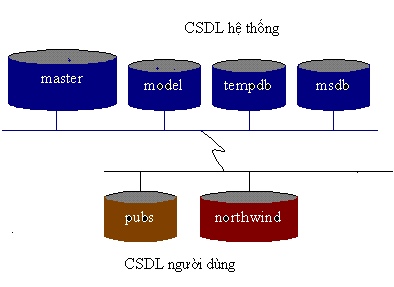 CSDL hệ thống
master
model
tempdb
msdb
pubs
northwind
CSDL người dùng